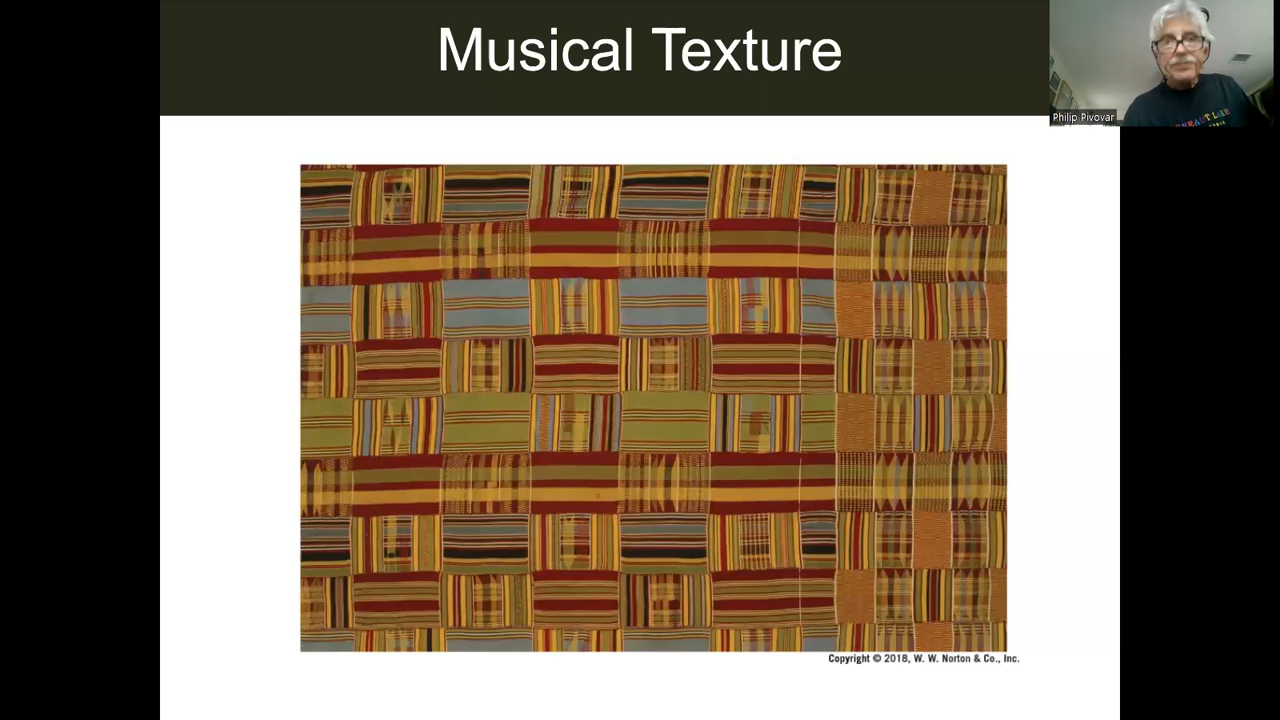 Musical Texture
Philip Pivovar
Copyright © 2018, W. W. Norton & Co., Inc.